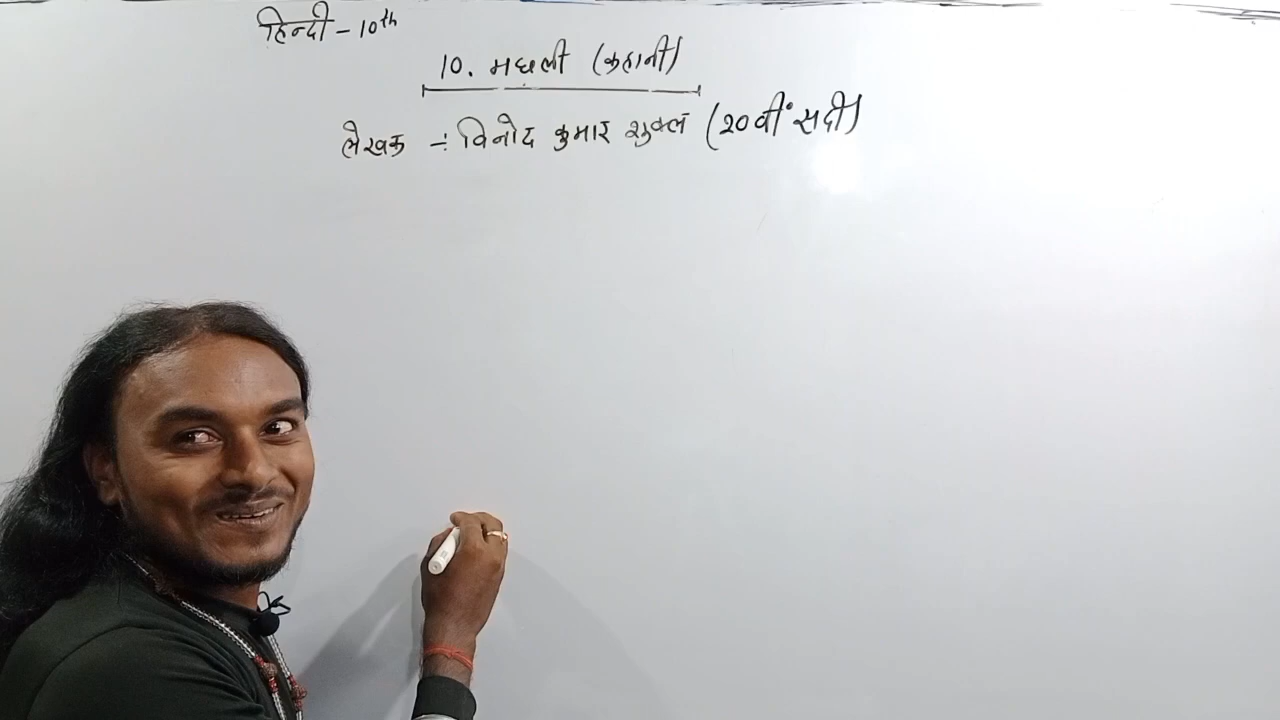 हिन्दी - 10th
10. मछली (कहानी)
लेखक ÷ विनोद कुमार शुक्ल (20वीं सदी)